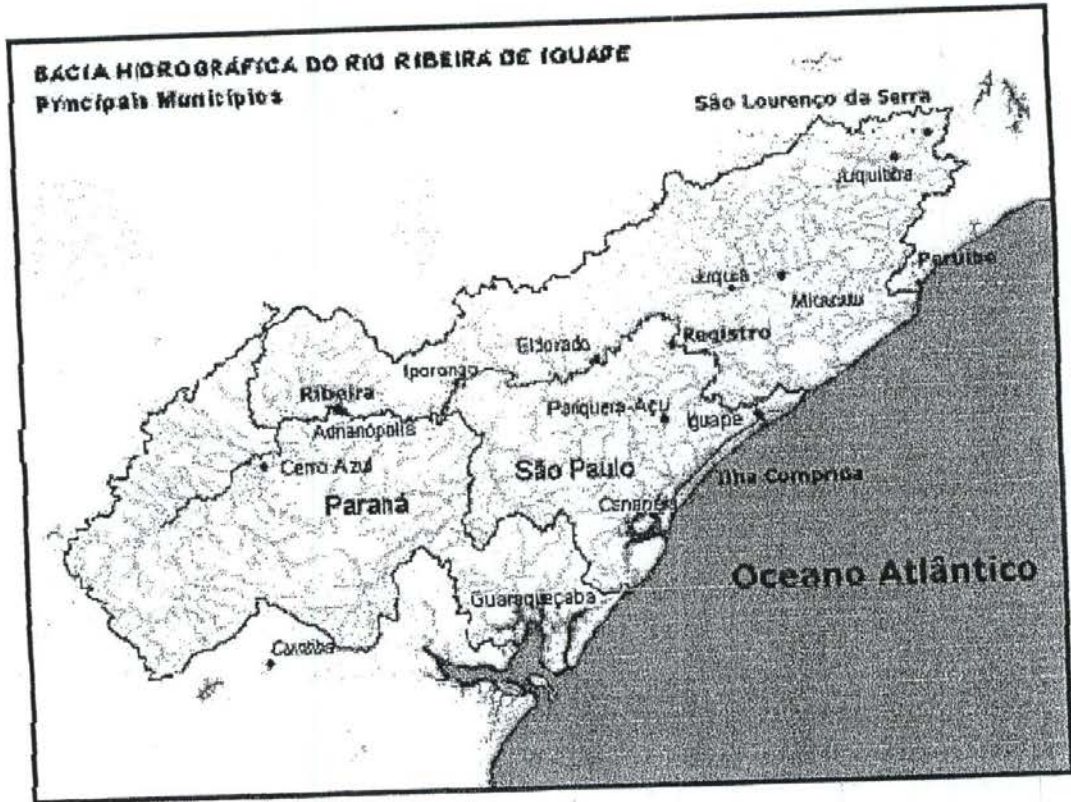 BACIA HIDROGRÁFICA DO RIO RIBEIRA DE IGUAPE
Principais Municípios
São Lourenço da Serra
Juquitiba
Peruíbe
Juquiá
Miracatu
Registro
Eldorado
Iporanga
Ribeira
Pariquera-Açu
Iguape
Adrianópolis
Cerro Azul
São Paulo
Ilha Comprida
Paraná
Cananéia
Oceano Atlântico
Guaraqueçaba
Curitiba